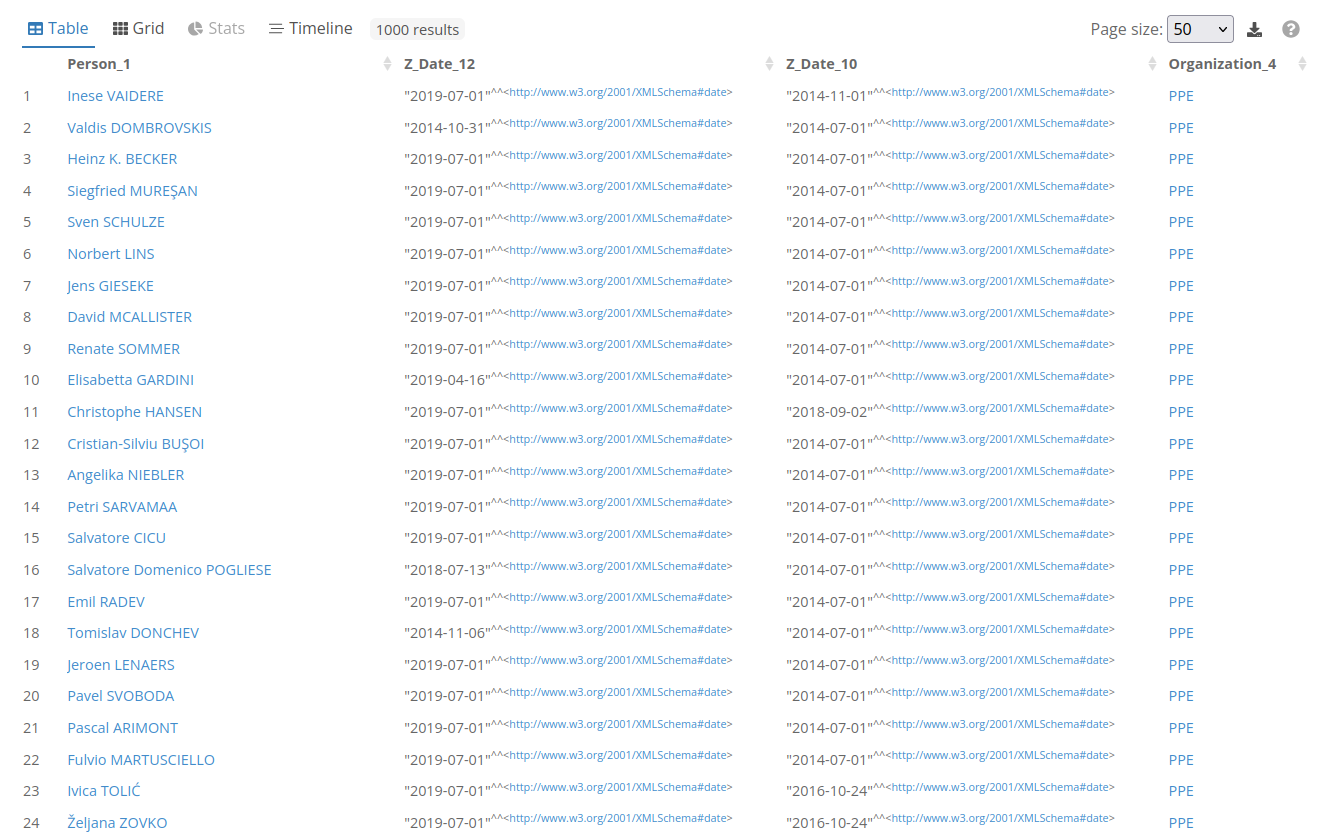 Table Grid Stats Timeline 1000 results Page size: 50
Person_1 Z_Date_12 Z_Date_10 Organization_4
1 Inese VAIDERE "2019-07-01"^^<http://www.w3.org/2001/XMLSchema#date> "2014-11-01"^^<http://www.w3.org/2001/XMLSchema#date> PPE
2 Valdis DOMBROVSKIS "2014-10-31"^^<http://www.w3.org/2001/XMLSchema#date> "2014-07-01"^^<http://www.w3.org/2001/XMLSchema#date> PPE
3 Heinz K. BECKER "2019-07-01"^^<http://www.w3.org/2001/XMLSchema#date> "2014-07-01"^^<http://www.w3.org/2001/XMLSchema#date> PPE
4 Siegfried MUREŞAN "2019-07-01"^^<http://www.w3.org/2001/XMLSchema#date> "2014-07-01"^^<http://www.w3.org/2001/XMLSchema#date> PPE
5 Sven SCHULZE "2019-07-01"^^<http://www.w3.org/2001/XMLSchema#date> "2014-07-01"^^<http://www.w3.org/2001/XMLSchema#date> PPE
6 Norbert LINS "2019-07-01"^^<http://www.w3.org/2001/XMLSchema#date> "2014-07-01"^^<http://www.w3.org/2001/XMLSchema#date> PPE
7 Jens GIESEKE "2019-07-01"^^<http://www.w3.org/2001/XMLSchema#date> "2014-07-01"^^<http://www.w3.org/2001/XMLSchema#date> PPE
8 David MCALLISTER "2019-07-01"^^<http://www.w3.org/2001/XMLSchema#date> "2014-07-01"^^<http://www.w3.org/2001/XMLSchema#date> PPE
9 Renate SOMMER "2019-07-01"^^<http://www.w3.org/2001/XMLSchema#date> "2014-07-01"^^<http://www.w3.org/2001/XMLSchema#date> PPE
10 Elisabetta GARDINI "2019-04-16"^^<http://www.w3.org/2001/XMLSchema#date> "2014-07-01"^^<http://www.w3.org/2001/XMLSchema#date> PPE
11 Christophe HANSEN "2019-07-01"^^<http://www.w3.org/2001/XMLSchema#date> "2018-09-02"^^<http://www.w3.org/2001/XMLSchema#date> PPE
12 Cristian-Silviu BUŞOI "2019-07-01"^^<http://www.w3.org/2001/XMLSchema#date> "2014-07-01"^^<http://www.w3.org/2001/XMLSchema#date> PPE
13 Angelika NIEBLER "2019-07-01"^^<http://www.w3.org/2001/XMLSchema#date> "2014-07-01"^^<http://www.w3.org/2001/XMLSchema#date> PPE
14 Petri SARVAMAA "2019-07-01"^^<http://www.w3.org/2001/XMLSchema#date> "2014-07-01"^^<http://www.w3.org/2001/XMLSchema#date> PPE
15 Salvatore CICU "2019-07-01"^^<http://www.w3.org/2001/XMLSchema#date> "2014-07-01"^^<http://www.w3.org/2001/XMLSchema#date> PPE
16 Salvatore Domenico POGLIESE "2018-07-13"^^<http://www.w3.org/2001/XMLSchema#date> "2014-07-01"^^<http://www.w3.org/2001/XMLSchema#date> PPE
17 Emil RADEV "2019-07-01"^^<http://www.w3.org/2001/XMLSchema#date> "2014-07-01"^^<http://www.w3.org/2001/XMLSchema#date> PPE
18 Tomislav DONCHEV "2014-11-06"^^<http://www.w3.org/2001/XMLSchema#date> "2014-07-01"^^<http://www.w3.org/2001/XMLSchema#date> PPE
19 Jeroen LENAERS "2019-07-01"^^<http://www.w3.org/2001/XMLSchema#date> "2014-07-01"^^<http://www.w3.org/2001/XMLSchema#date> PPE
20 Pavel SVOBODA "2019-07-01"^^<http://www.w3.org/2001/XMLSchema#date> "2014-07-01"^^<http://www.w3.org/2001/XMLSchema#date> PPE
21 Pascal ARIMONT "2019-07-01"^^<http://www.w3.org/2001/XMLSchema#date> "2014-07-01"^^<http://www.w3.org/2001/XMLSchema#date> PPE
22 Fulvio MARTUSCIELLO "2019-07-01"^^<http://www.w3.org/2001/XMLSchema#date> "2014-07-01"^^<http://www.w3.org/2001/XMLSchema#date> PPE
23 Ivica TOLIĆ "2019-07-01"^^<http://www.w3.org/2001/XMLSchema#date> "2016-10-24"^^<http://www.w3.org/2001/XMLSchema#date> PPE
24 Željana ZOVKO "2019-07-01"^^<http://www.w3.org/2001/XMLSchema#date> "2016-10-24"^^<http://www.w3.org/2001/XMLSchema#date> PPE